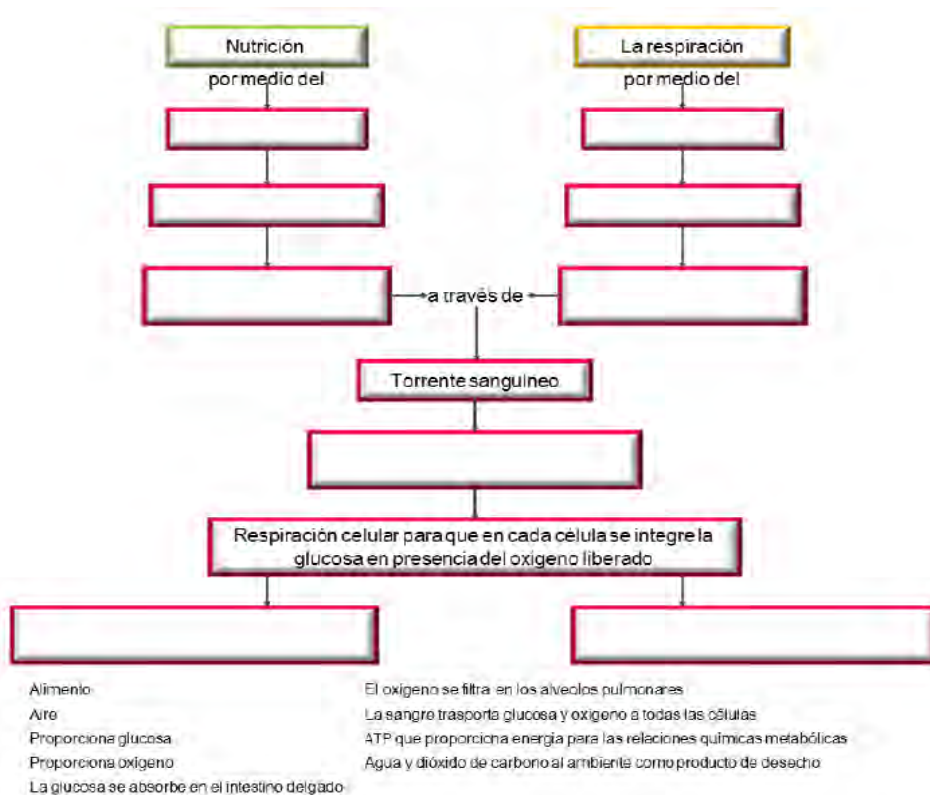 Nutrición
La respiración
por medio del
por medio del
a través de
Torrente sanguíneo
Respiración celular para que en cada célula se integre la
glucosa en presencia del oxígeno liberado
Alimento
Aire
Proporciona glucosa
Proporciona oxígeno
La glucosa se absorbe en el intestino delgado
El oxígeno se filtra en los alveolos pulmonares
La sangre trasporta glucosa y oxígeno a todas las células
ATP que proporciona energía para las relaciones químicas metabólicas
Agua y dióxido de carbono al ambiente como producto de desecho